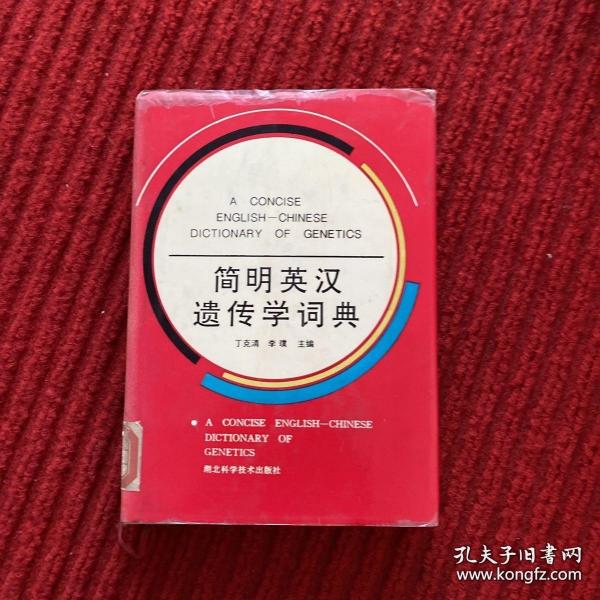 A CONCISE
ENGLISH—CHINESE
DICTIONARY OF GENETICS
简明英汉
遗传学词典
丁克清 李璞 主编
A CONCISE ENGLISH—CHINESE
DICTIONARY OF
GENETICS
湖北科学技术出版社
孔夫子旧書网
www.kongfz.com